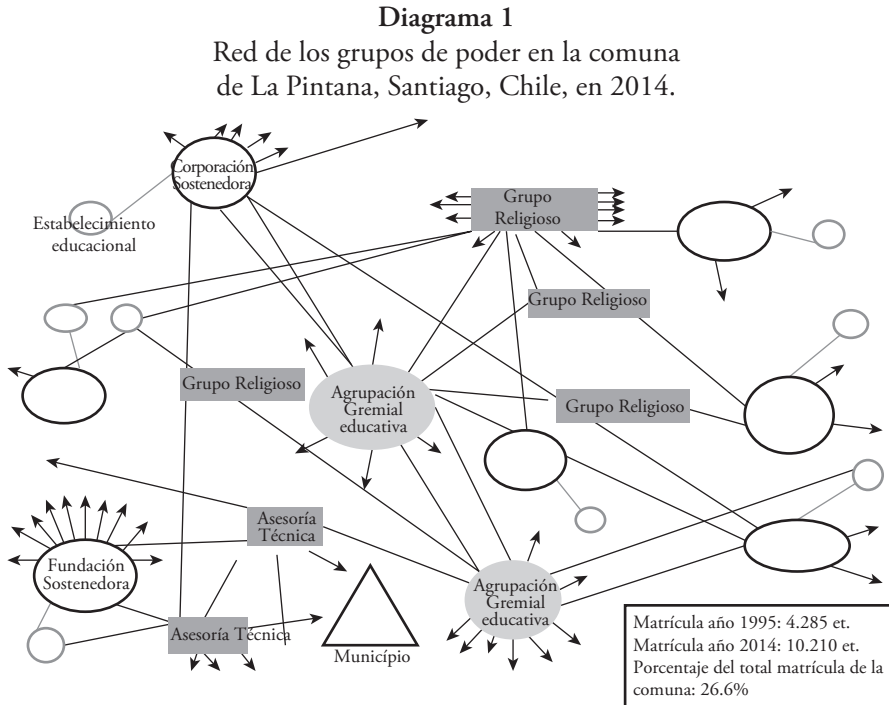 Diagrama 1
Red de los grupos de poder en la comuna
de La Pintana, Santiago, Chile, en 2014.
Corporación
Sostenedora
Estabelecimiento
educacional
Grupo
Religioso
Grupo Religioso
Grupo Religioso
Agrupación
Gremial
educativa
Grupo Religioso
Asesoría
Técnica
Fundación
Sostenedora
Asesoría Técnica
Município
Agrupación
Gremial
educativa
Matrícula año 1995: 4.285 et.
Matrícula año 2014: 10.210 et.
Porcentaje del total matrícula de la
comuna: 26.6%